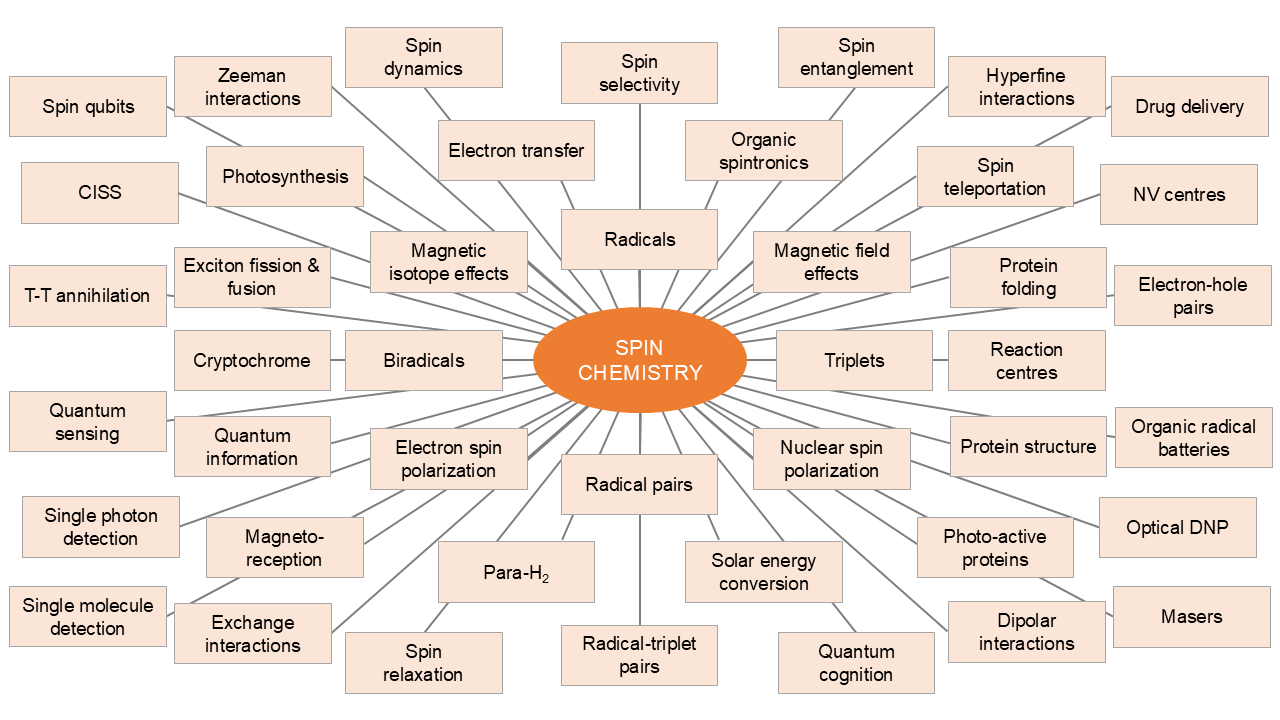 Spin
dynamics
Spin
entanglement
Spin
selectivity
Zeeman
interactions
Hyperfine
interactions
Spin qubits
Drug delivery
Electron transfer
Organic
spintronics
Photosynthesis
Spin
teleportation
CISS
NV centres
Radicals
Magnetic
isotope effects
Magnetic field
effects
Exciton fission &
fusion
Protein
folding
T-T annihilation
Electron-hole
pairs
SPIN
CHEMISTRY
Cryptochrome
Biradicals
Triplets
Reaction
centres
Quantum
sensing
Organic radical
batteries
Quantum
information
Electron spin
polarization
Nuclear spin
polarization
Protein structure
Radical pairs
Single photon
detection
Optical DNP
Magneto-
reception
Photo-active
proteins
Para-H₂
Solar energy
conversion
Single molecule
detection
Masers
Exchange
interactions
Dipolar
interactions
Spin
relaxation
Radical-triplet
pairs
Quantum
cognition